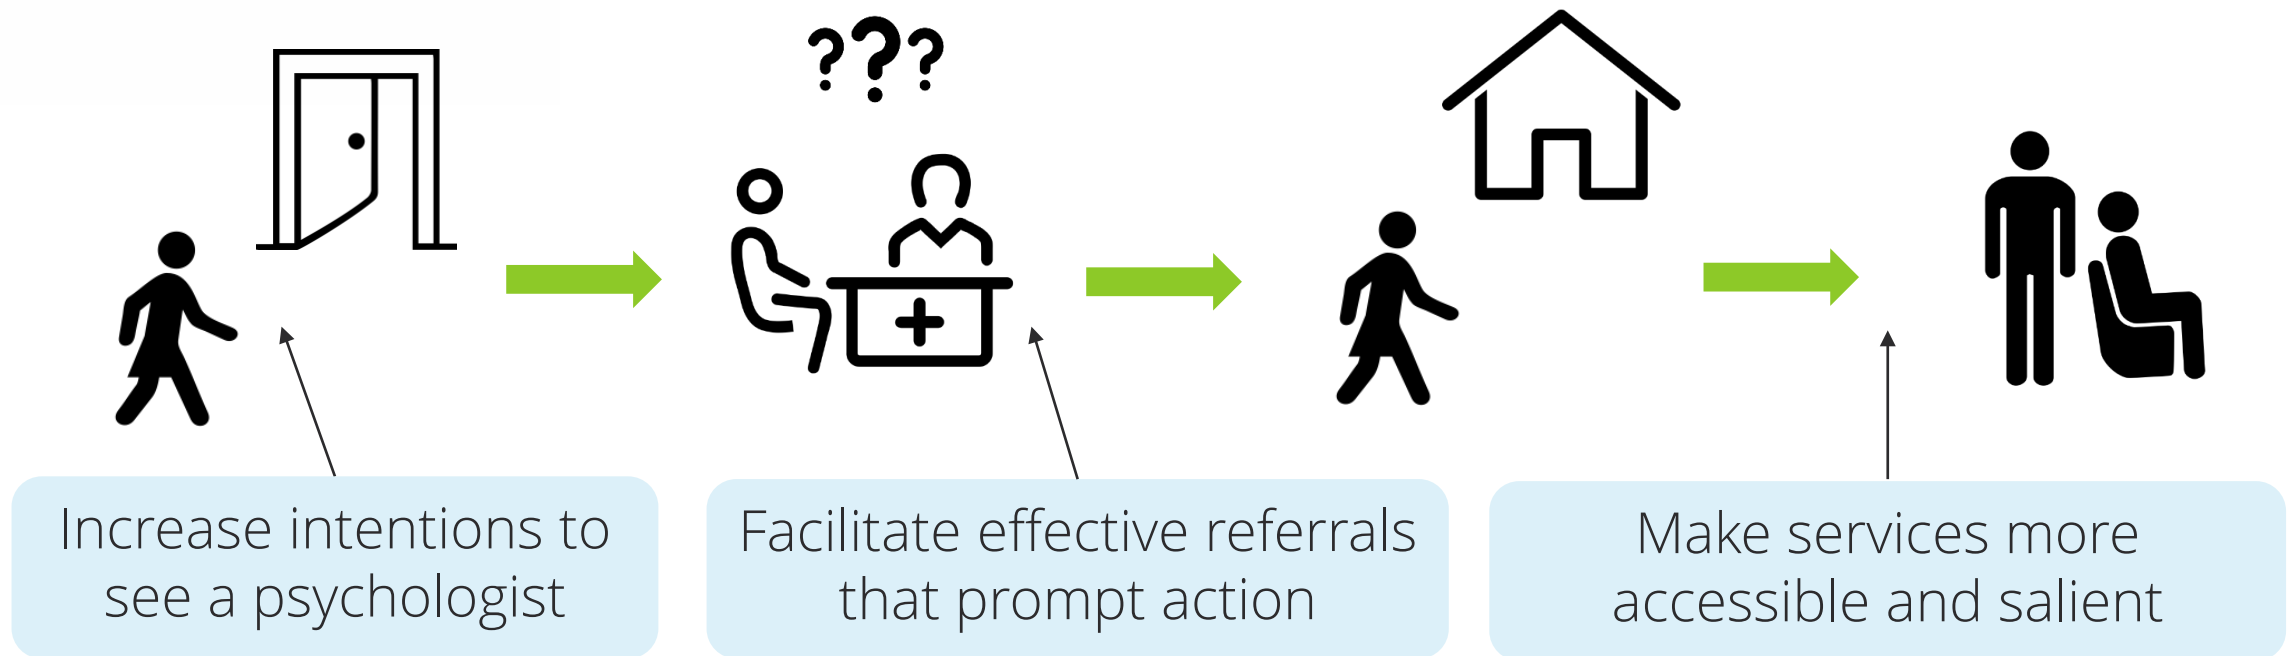 ???
Increase intentions to
see a psychologist
Facilitate effective referrals
that prompt action
Make services more
accessible and salient